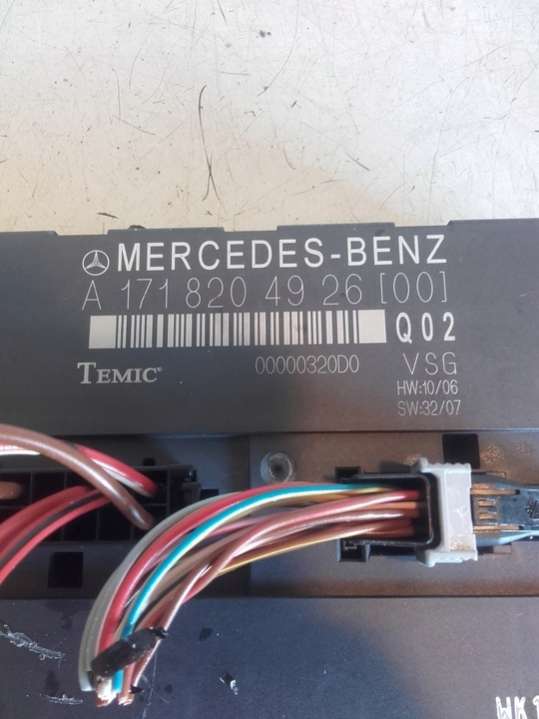 MERCEDES-BENZ
A 171 820 49 26 [00]
Q02
TEMIC
00000320D0
VSG
HW:10/06
SW:32/07